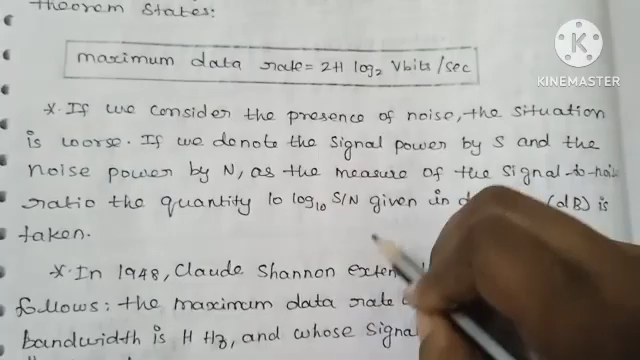 theorem states:
maximum data rate = 2H log₂ V bits/sec
*. If we consider the presence of noise, the situation
is worse. If we denote the signal power by S and the
noise power by N, as the measure of the signal-to-
ratio the quantity 10 log₁₀ S/N given in (dB) is
taken.
*. In 1948, Claude Shannon
follows: the maximum data rate
bandwidth is H Hz, and whose signal
K
KINEMASTER